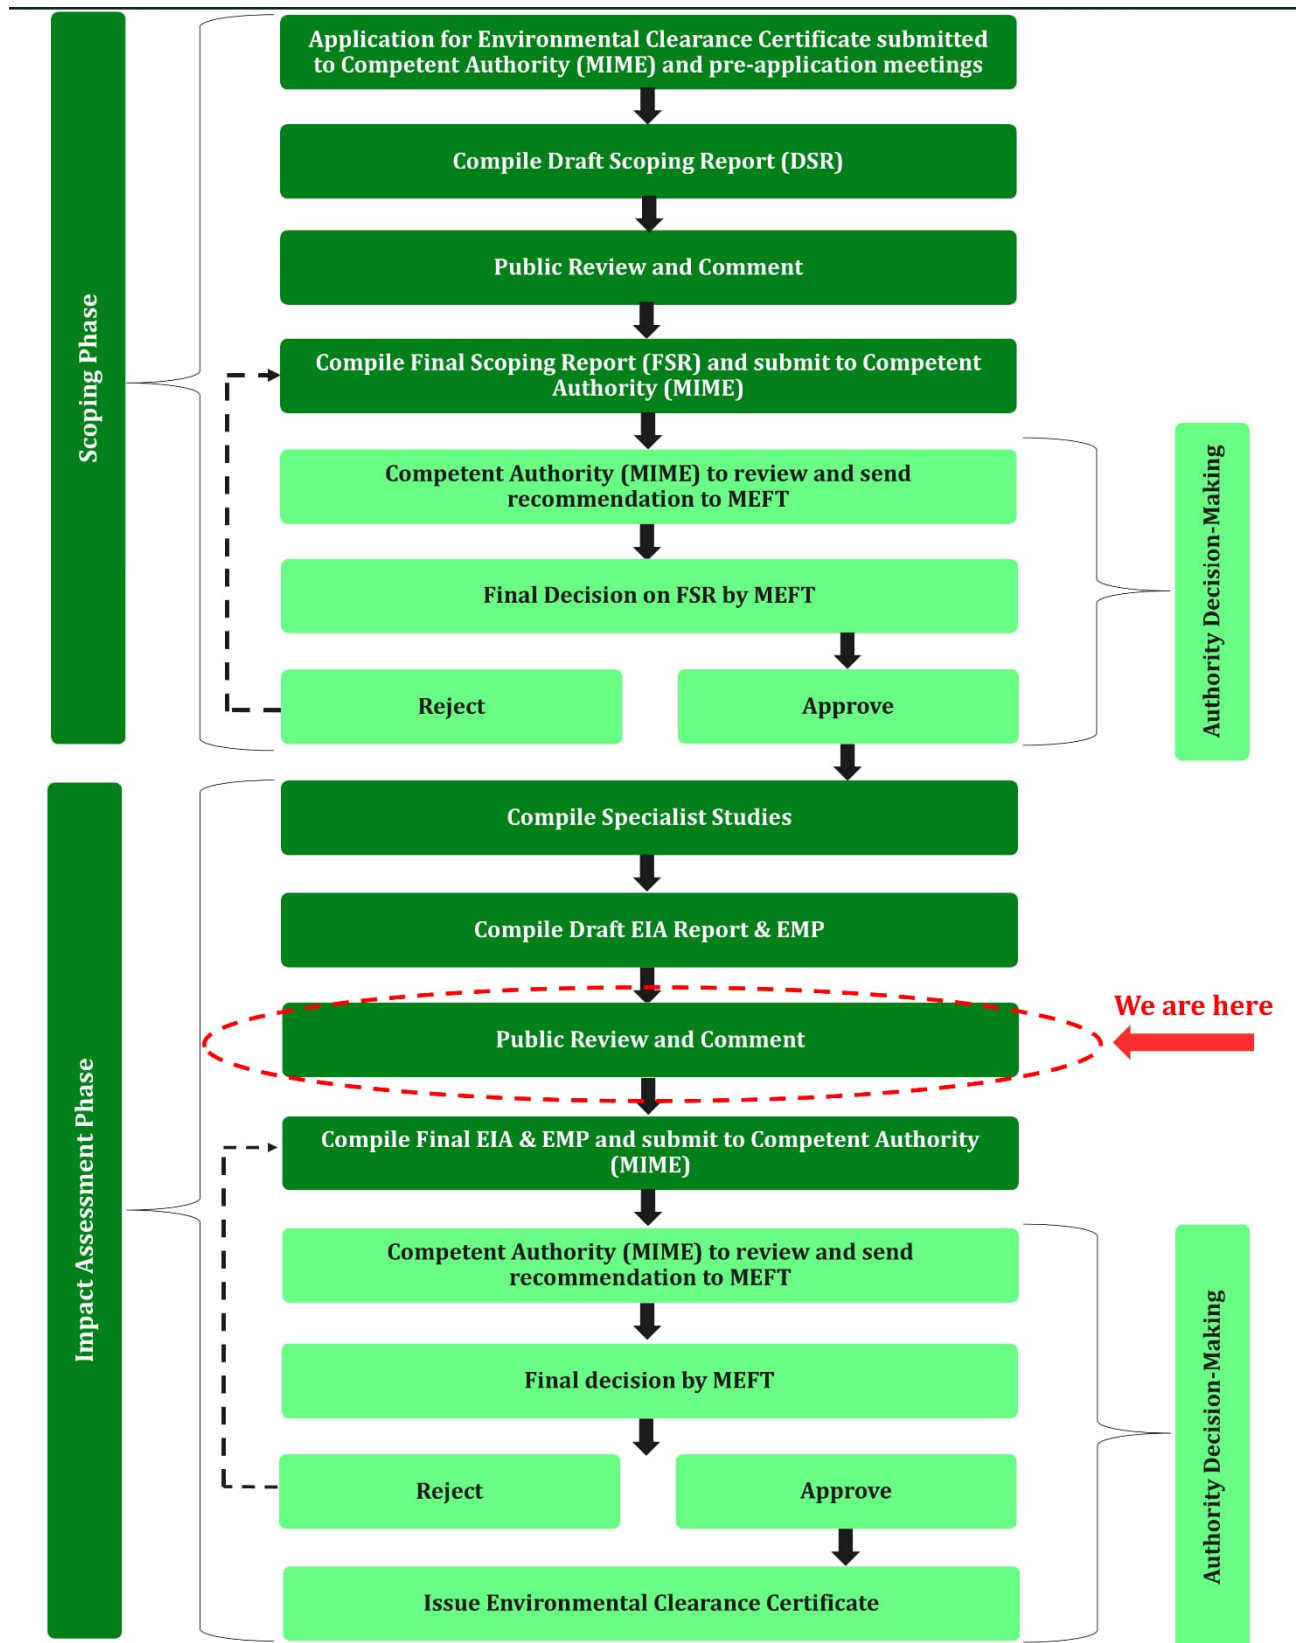 Scoping Phase
Application for Environmental Clearance Certificate submitted
to Competent Authority (MIME) and pre-application meetings
Compile Draft Scoping Report (DSR)
Public Review and Comment
Compile Final Scoping Report (FSR) and submit to Competent
Authority (MIME)
Competent Authority (MIME) to review and send
recommendation to MEFT
Final Decision on FSR by MEFT
Reject
Approve
Authority Decision-Making
Impact Assessment Phase
Compile Specialist Studies
Compile Draft EIA Report & EMP
Public Review and Comment
We are here
Compile Final EIA & EMP and submit to Competent Authority
(MIME)
Competent Authority (MIME) to review and send
recommendation to MEFT
Final decision by MEFT
Reject
Approve
Issue Environmental Clearance Certificate
Authority Decision-Making